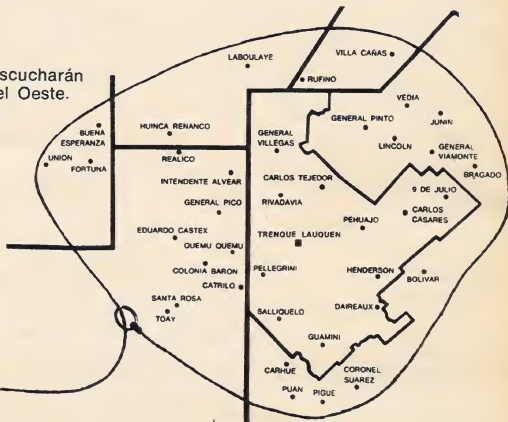 scucharán
el Oeste.
LABOULAYE
VILLA CAÑAS
RUFINO
VEDIA
BUENA
ESPERANZA
HUINCA RENANCO
GENERAL
VILLEGAS
GENERAL PINTO
JUNIN
LINCOLN
GENERAL
VIAMONTE
UNION
FORTUNA
REALICO
BRAGADO
INTENDENTE ALVEAR
CARLOS TEJEDOR
9 DE JULIO
GENERAL PICO
RIVADAVIA
CARLOS
CASARES
PEHUAJO
EDUARDO CASTEX
QUEMU QUEMU
TRENQUE LAUQUEN
COLONIA BARON
PELLEGRINI
HENDERSON
BOLIVAR
CATRILO
SANTA ROSA
TOAY
SALLIQUELO
DAIREAUX
GUAMINI
CARHUE
CORONEL
SUAREZ
PUAN
PIGUE